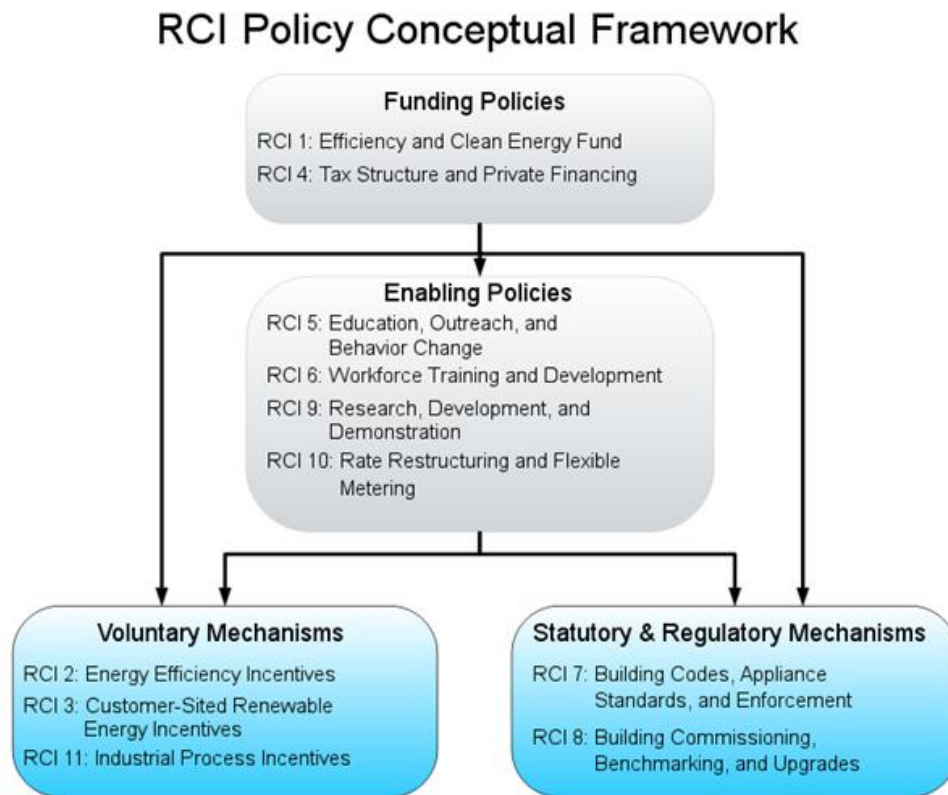 RCI Policy Conceptual Framework
Funding Policies
RCI 1: Efficiency and Clean Energy Fund
RCI 4: Tax Structure and Private Financing
Enabling Policies
RCI 5: Education, Outreach, and
Behavior Change
RCI 6: Workforce Training and Development
RCI 9: Research, Development, and
Demonstration
RCI 10: Rate Restructuring and Flexible
Metering
Voluntary Mechanisms
RCI 2: Energy Efficiency Incentives
RCI 3: Customer-Sited Renewable
Energy Incentives
RCI 11: Industrial Process Incentives
Statutory & Regulatory Mechanisms
RCI 7: Building Codes, Appliance
Standards, and Enforcement
RCI 8: Building Commissioning,
Benchmarking, and Upgrades